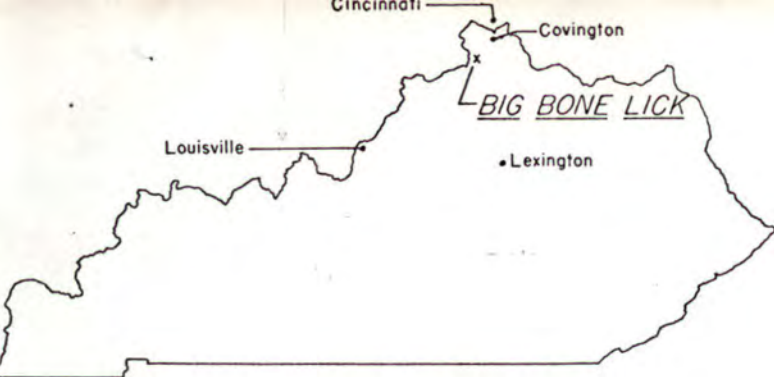 Cincinnati
Covington
x
BIG BONE LICK
Louisville
Lexington